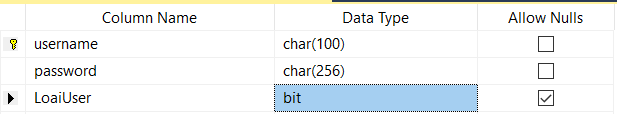 Column Name Data Type Allow Nulls
username char(100)
password char(256)
LoaiUser bit